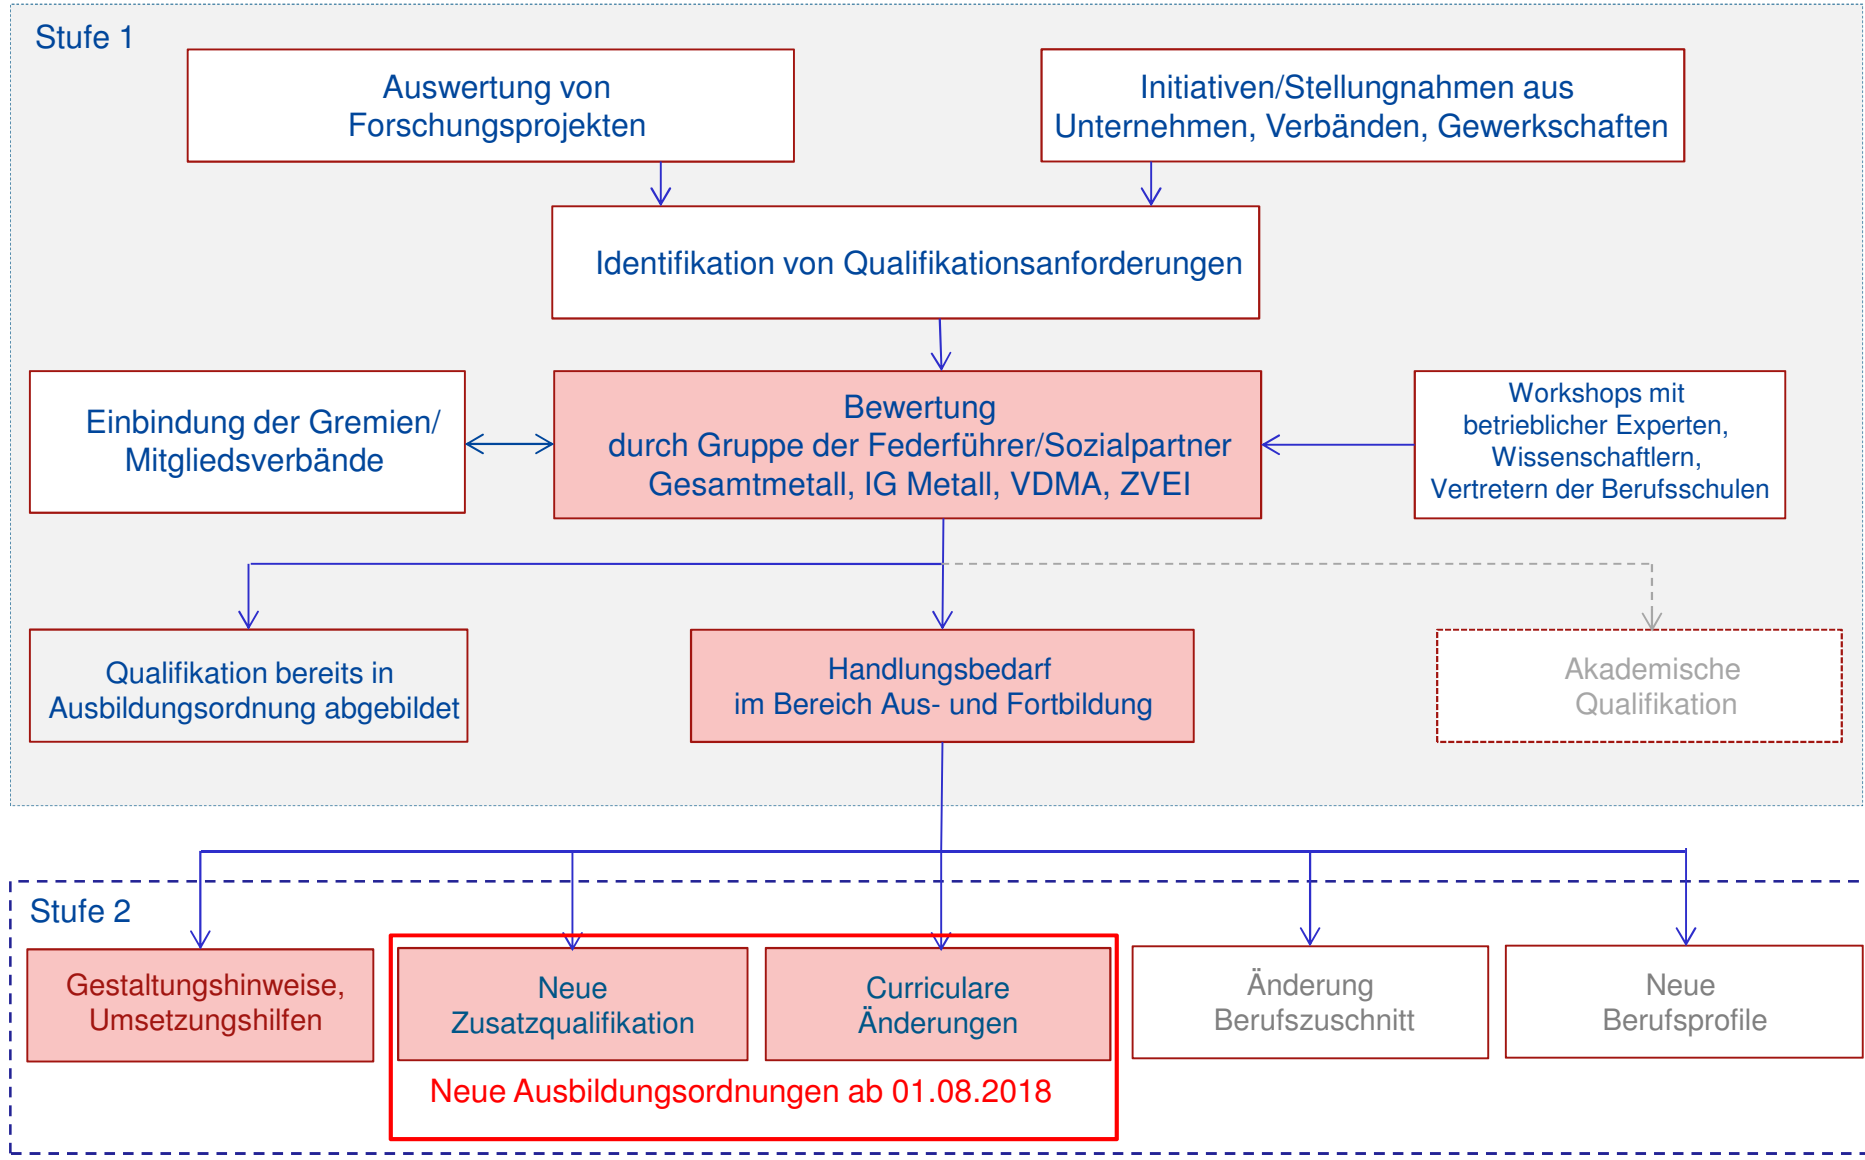 Stufe 1
Auswertung von
Forschungsprojekten
Initiativen/Stellungnahmen aus
Unternehmen, Verbänden, Gewerkschaften
Identifikation von Qualifikationsanforderungen
Einbindung der Gremien/
Mitgliedsverbände
Bewertung
durch Gruppe der Federführer/Sozialpartner
Gesamtmetall, IG Metall, VDMA, ZVEI
Workshops mit
betrieblicher Experten,
Wissenschaftlern,
Vertretern der Berufsschulen
Qualifikation bereits in
Ausbildungsordnung abgebildet
Handlungsbedarf
im Bereich Aus- und Fortbildung
Akademische
Qualifikation
Stufe 2
Gestaltungshinweise,
Umsetzungshilfen
Neue
Zusatzqualifikation
Curriculare
Änderungen
Änderung
Berufszuschnitt
Neue
Berufsprofile
Neue Ausbildungsordnungen ab 01.08.2018